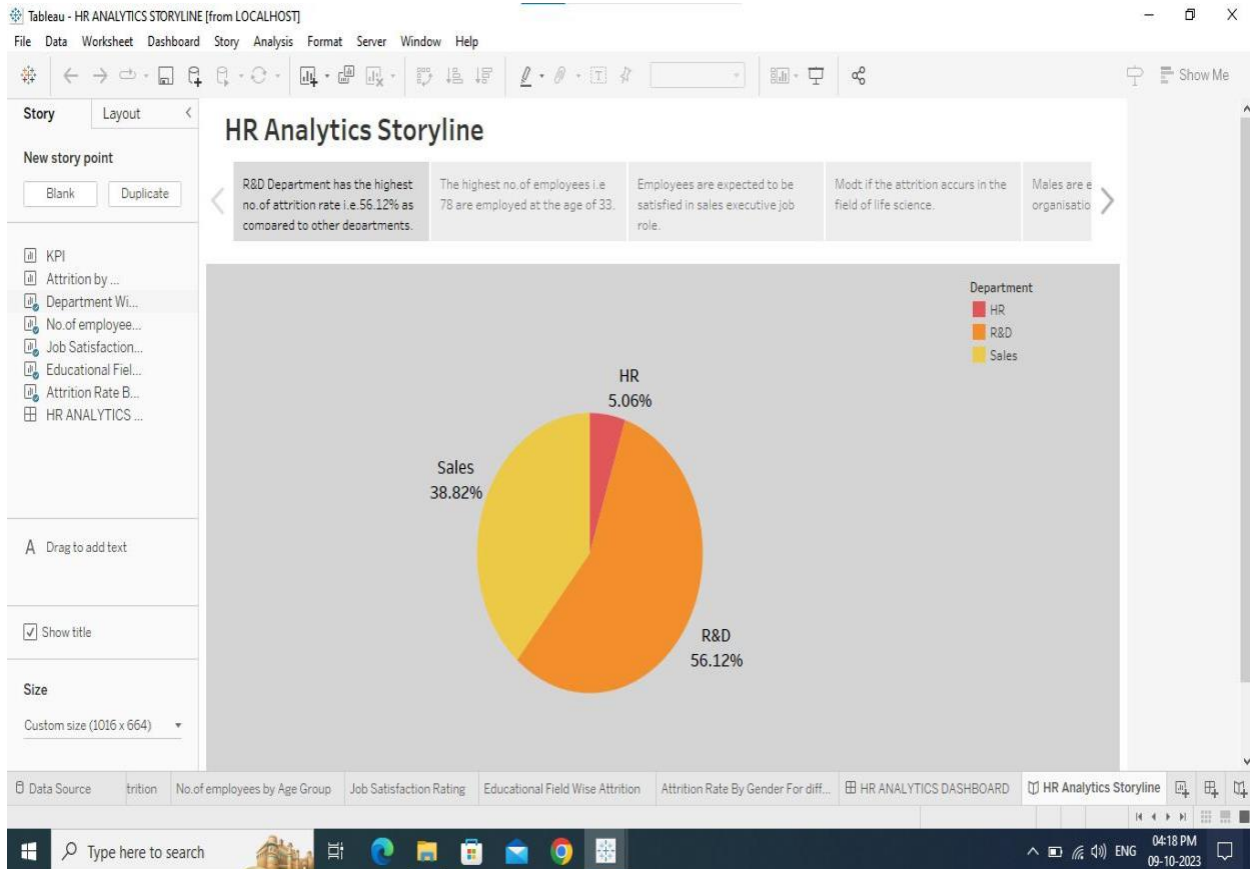 Tableau - HR ANALYTICS STORYLINE [from LOCALHOST]
File Data Worksheet Dashboard Story Analysis Format Server Window Help
Show Me
Story Layout
New story point
Blank Duplicate
KPI
Attrition by ...
Department Wi...
No.of employee...
Job Satisfaction...
Educational Fiel...
Attrition Rate B...
HR ANALYTICS ...
A Drag to add text
Show title
Size
Custom size (1016 x 664)
HR Analytics Storyline
R&D Department has the highest
no.of attrition rate i.e.56.12% as
compared to other departments.
The highest no.of employees i.e
78 are employed at the age of 33.
Employees are expected to be
satisfied in sales executive job
role.
Modt if the attrition accurs in the
field of life science.
Males are e
organisatio
Department
HR
R&D
Sales
HR
5.06%
Sales
38.82%
R&D
56.12%
Data Source trition No.of employees by Age Group Job Satisfaction Rating Educational Field Wise Attrition Attrition Rate By Gender For diff... HR ANALYTICS DASHBOARD HR Analytics Storyline
Type here to search
ENG
04:18 PM
09-10-2023